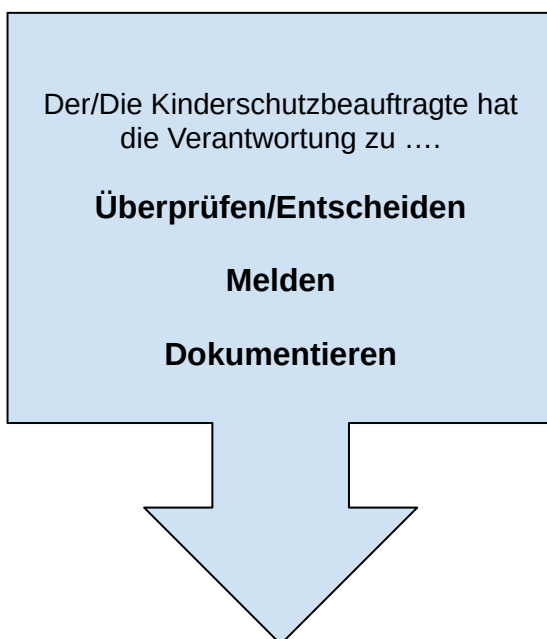 Der/Die Kinderschutzbeauftragte hat
die Verantwortung zu ….
Überprüfen/Entscheiden
Melden
Dokumentieren